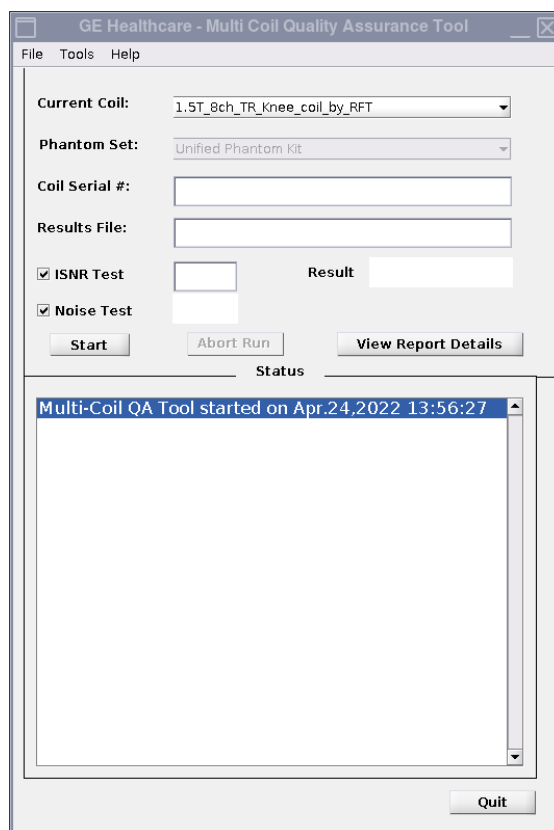 GE Healthcare - Multi Coil Quality Assurance Tool
File Tools Help
Current Coil: 1.5T_8ch_TR_Knee_coil_by_RFT
Phantom Set: Unified Phantom Kit
Coil Serial #:
Results File:
ISNR Test Result
Noise Test
Start Abort Run View Report Details
Status
Multi-Coil QA Tool started on Apr.24,2022 13:56:27
Quit